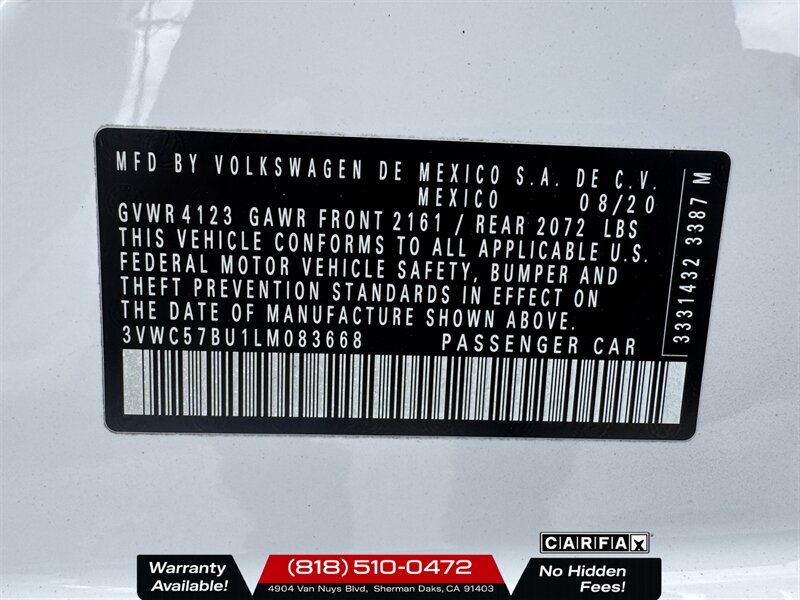 MFD BY VOLKSWAGEN DE MEXICO S.A. DE C.V.
MEXICO 08/20
GVWR 4123 GAWR FRONT 2161 / REAR 2072 LBS
THIS VEHICLE CONFORMS TO ALL APPLICABLE U.S.
FEDERAL MOTOR VEHICLE SAFETY, BUMPER AND
THEFT PREVENTION STANDARDS IN EFFECT ON
THE DATE OF MANUFACTURE SHOWN ABOVE.
3VWC57BU1LM083668 PASSENGER CAR
3331432 3387 M
Warranty
Available!
(818) 510-0472
4904 Van Nuys Blvd, Sherman Oaks, CA 91403
CARFAX
No Hidden
Fees!